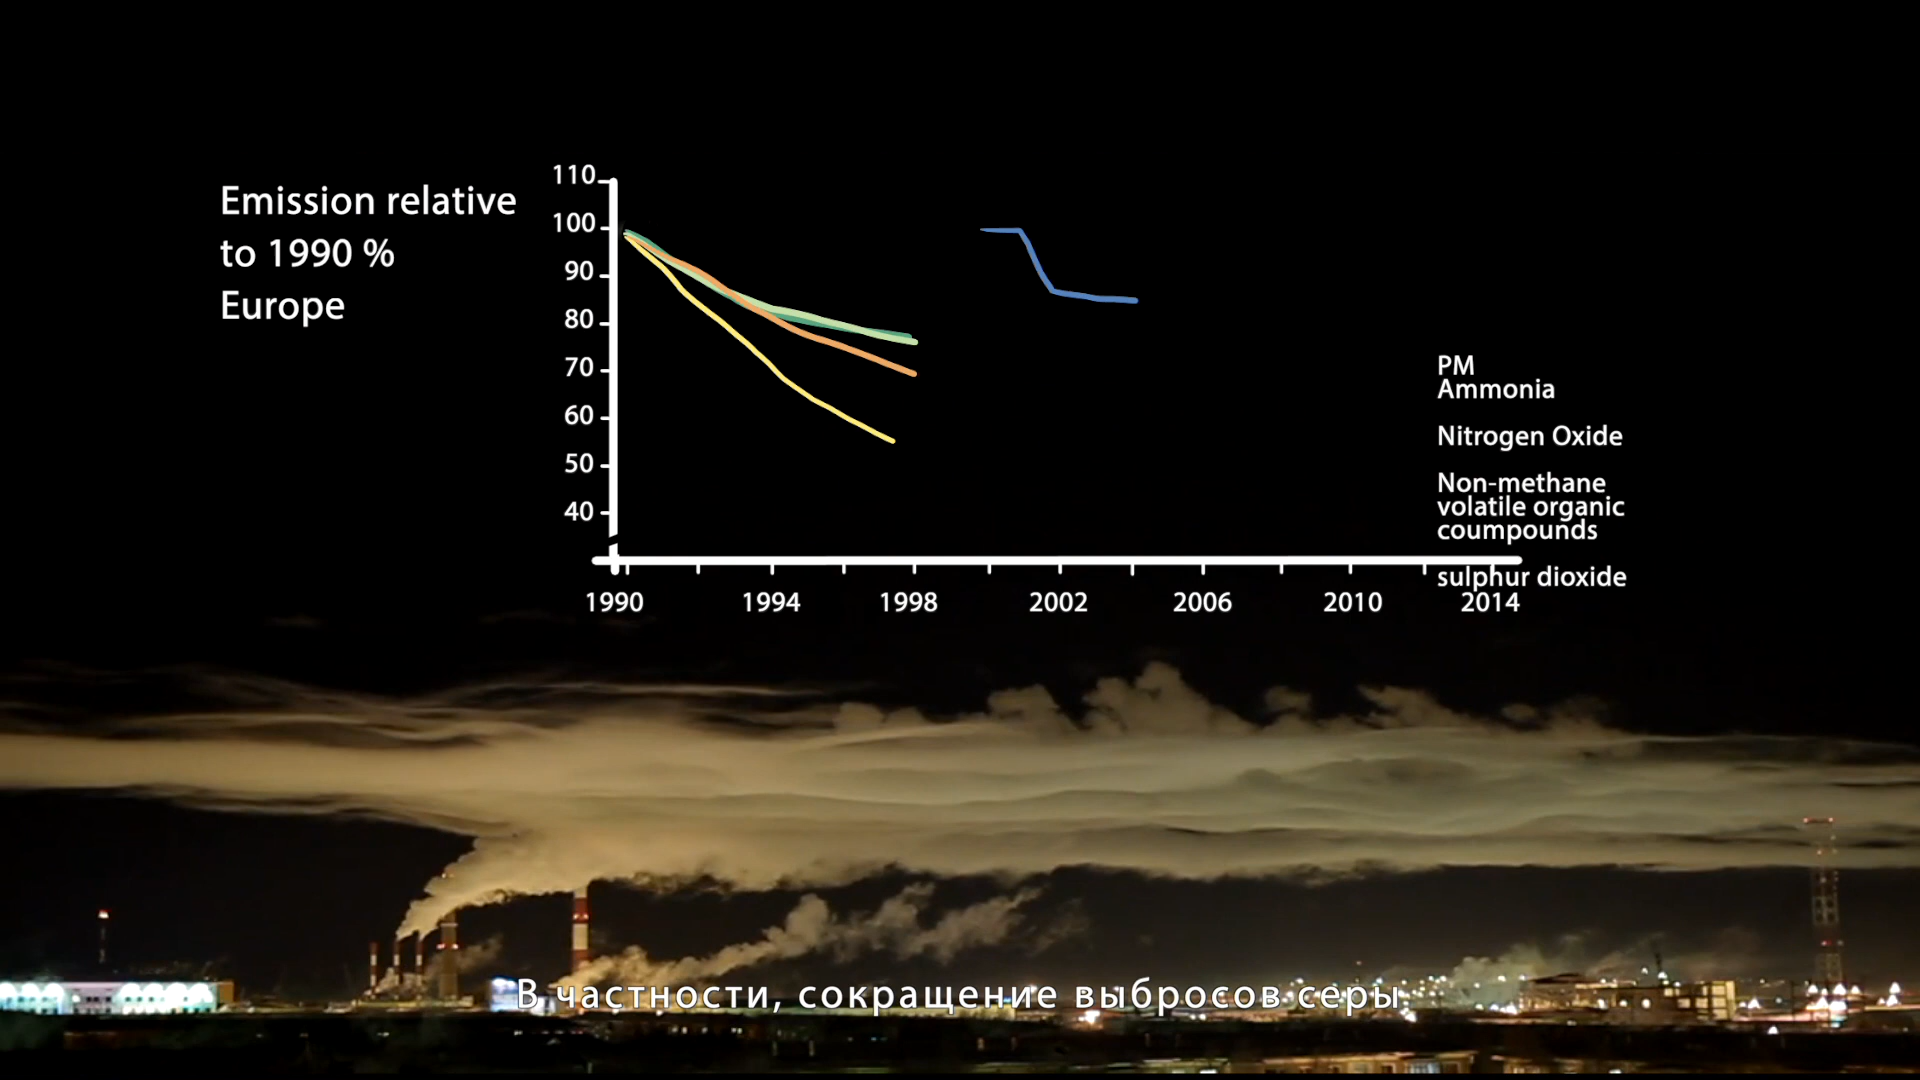 Emission relative
to 1990 %
Europe
110
100
90
80
70
60
50
40
1990
1994
1998
2002
2006
2010
2014
PM
Ammonia
Nitrogen Oxide
Non-methane
volatile organic
coumpounds
sulphur dioxide
В частности, сокращение выбросов серы